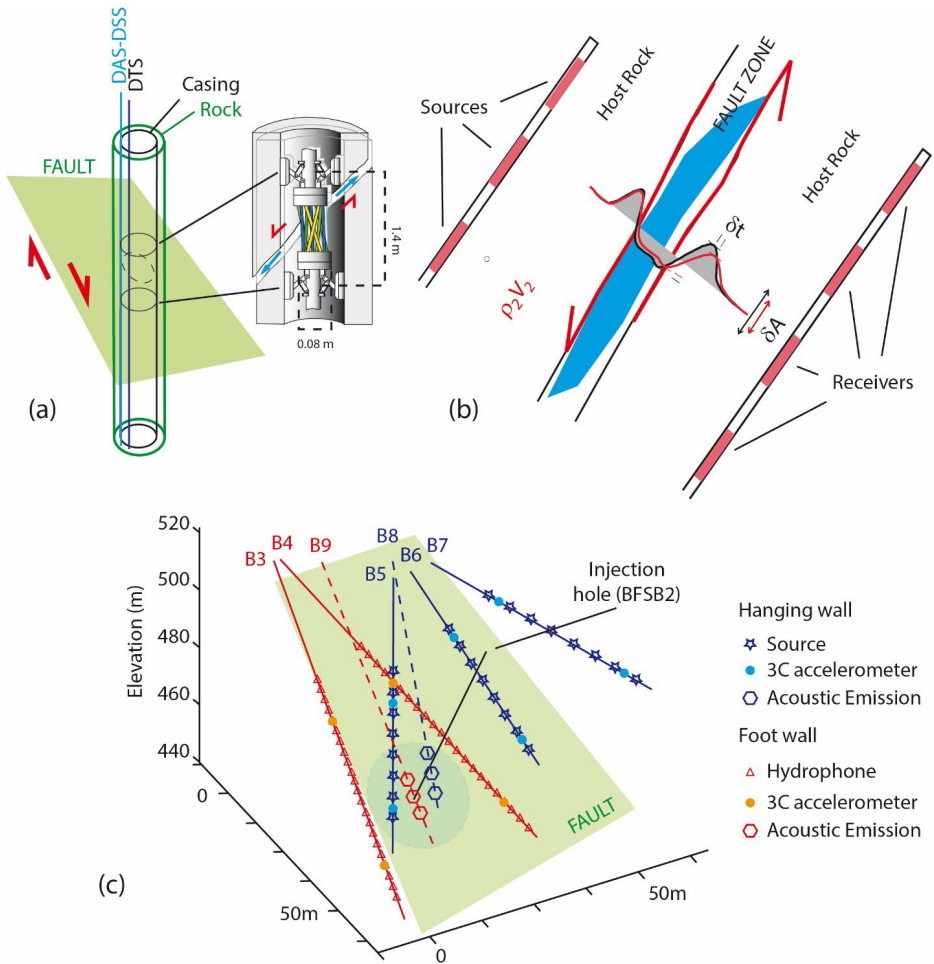 (a)
DAS-DSS
DTS
Casing
Rock
FAULT
1.4 m
0.08 m
(b)
Sources
Host Rock
FAULT ZONE
Host Rock
δt
ρ₂V₂
δA
Receivers
(c)
Elevation (m)
520
500
480
460
440
0
50m
0
50m
B3
B4
B9
B8
B5
B6
B7
FAULT
Injection
hole (BFSB2)
Hanging wall
Source
3C accelerometer
Acoustic Emission
Foot wall
Hydrophone
3C accelerometer
Acoustic Emission